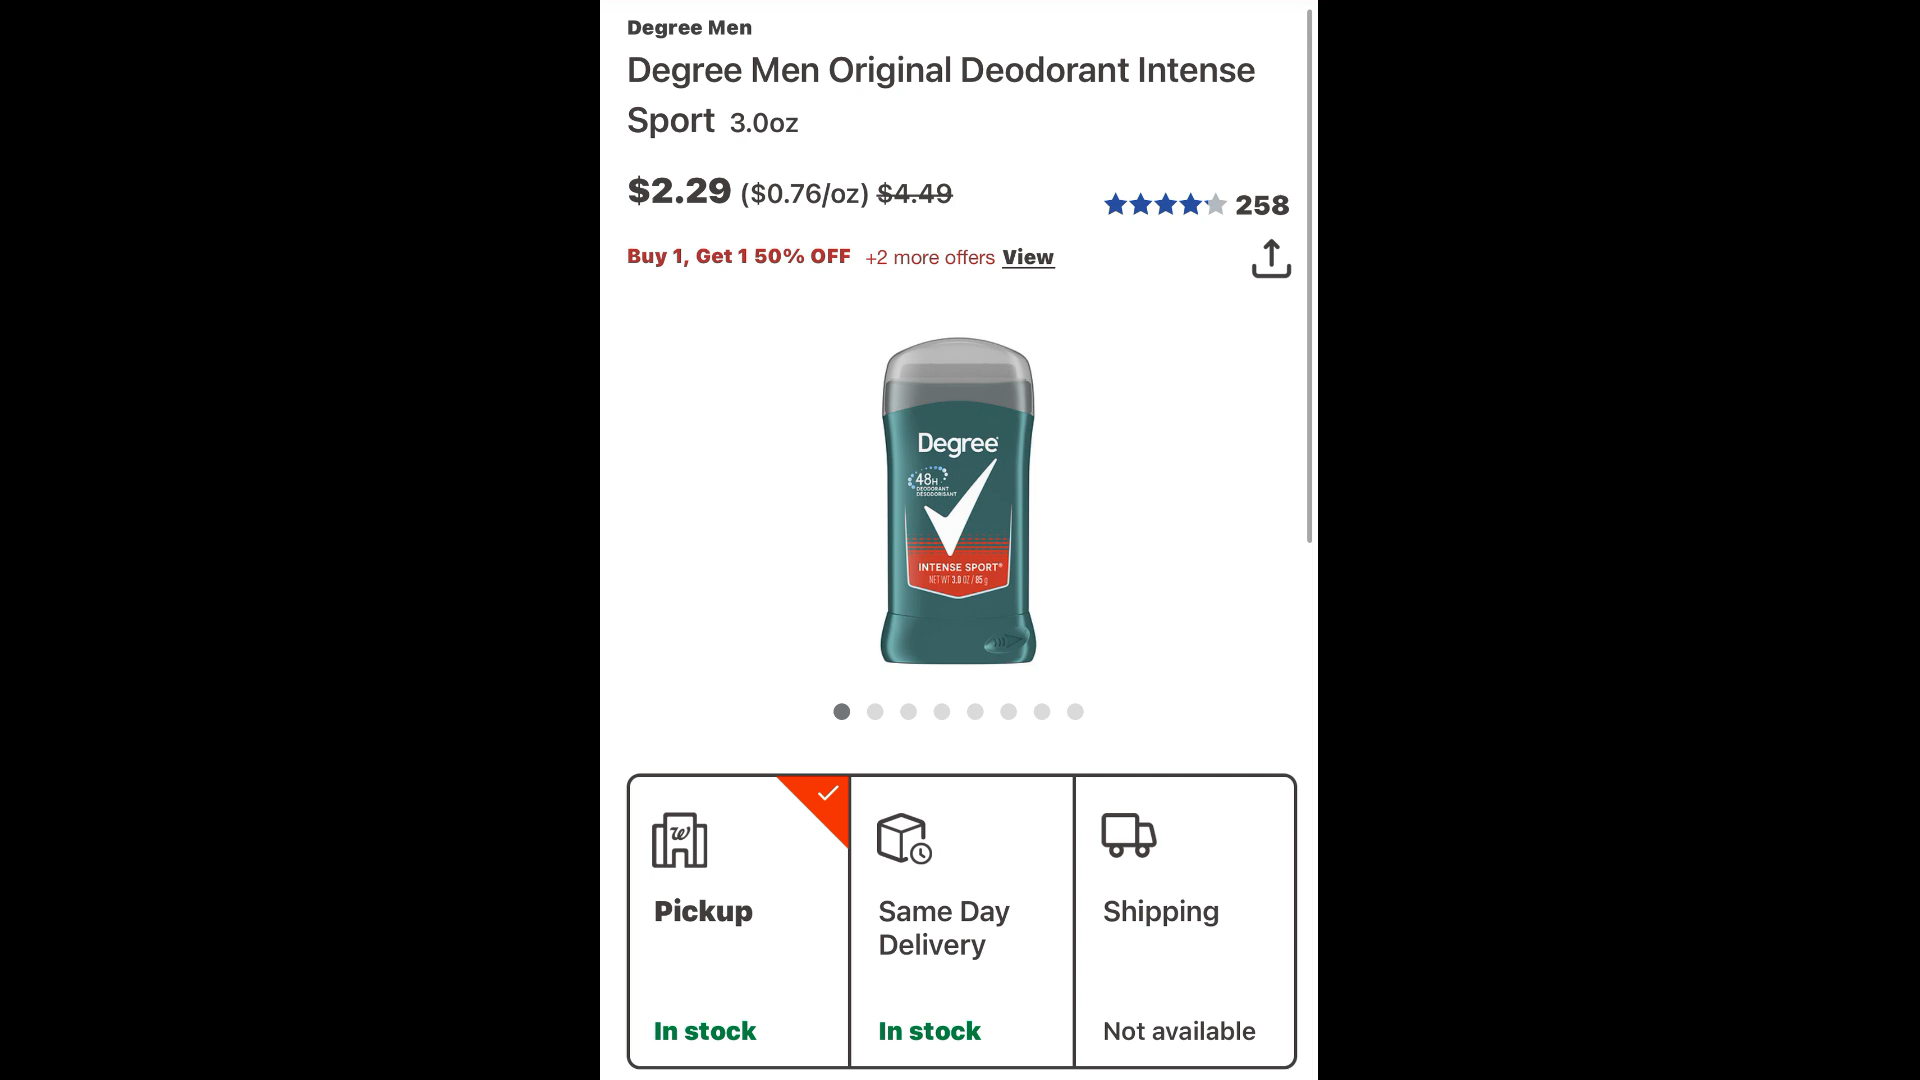 Degree Men
Degree Men Original Deodorant Intense
Sport 3.0oz
$2.29 ($0.76/oz) $4.49
258
Buy 1, Get 1 50% OFF +2 more offers View
Degree
48H
DEODORANT
DÉSODORISANT
INTENSE SPORT®
NET WT 3.0 OZ / 85 g
W
Pickup
Same Day
Delivery
Shipping
In stock
In stock
Not available